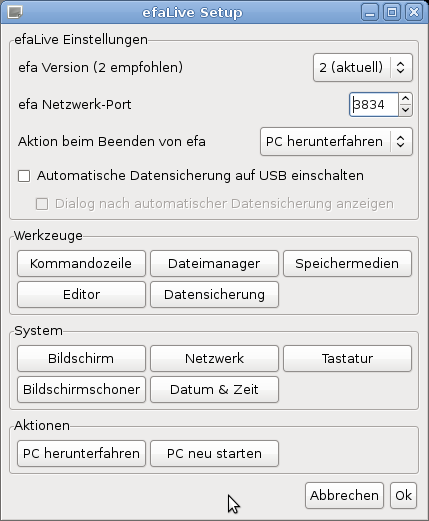 efaLive Setup
efaLive Einstellungen
efa Version (2 empfohlen) 2 (aktuell)
efa Netzwerk-Port 3834
Aktion beim Beenden von efa PC herunterfahren
Automatische Datensicherung auf USB einschalten
Dialog nach automatischer Datensicherung anzeigen
Werkzeuge
Kommandozeile Dateimanager Speichermedien
Editor Datensicherung
System
Bildschirm Netzwerk Tastatur
Bildschirmschoner Datum & Zeit
Aktionen
PC herunterfahren PC neu starten
Abbrechen Ok